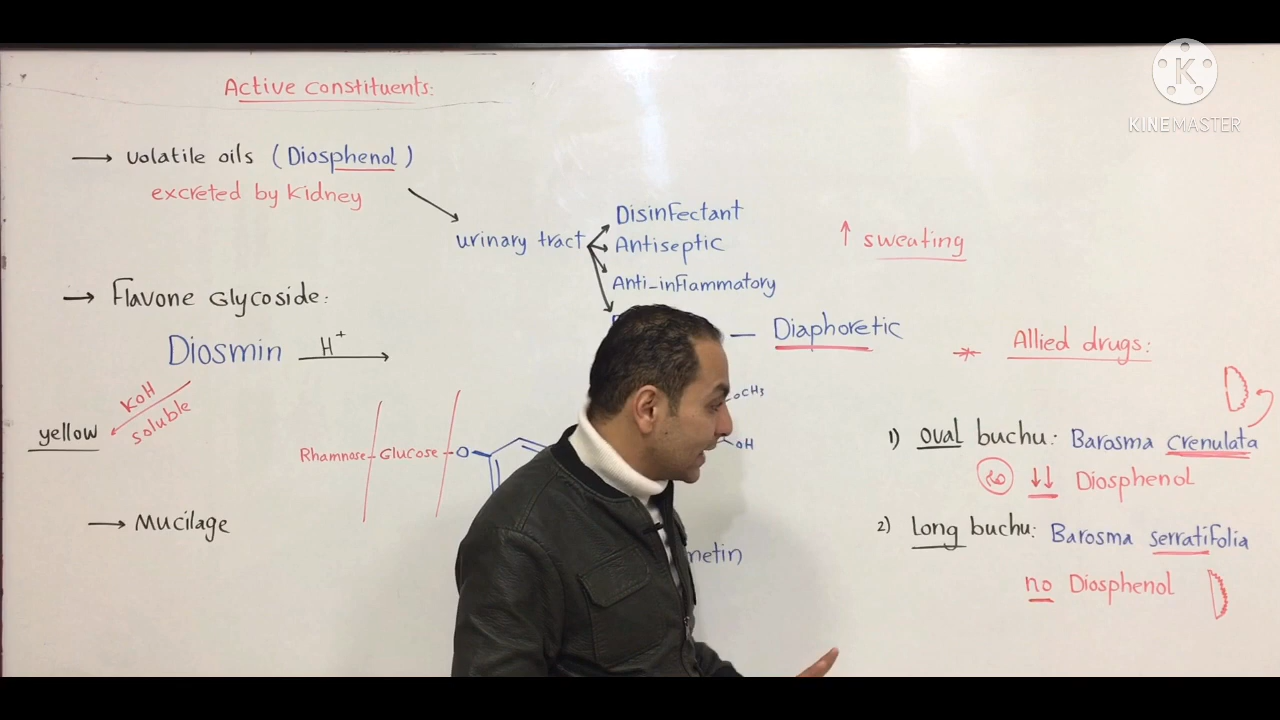 Active constituents:
→ volatile oils (Diosphenol)
excreted by Kidney
urinary tract
Disinfectant
Antiseptic
Anti-inflammatory
— Diaphoretic
↑ sweating
→ Flavone Glycoside:
Diosmin H+ →
KOH
soluble
yellow
Rhamnose-Glucose-O
OCH3
OH
netin
→ Mucilage
* Allied drugs:
1) oval buchu: Barosma crenulata
↓↓ Diosphenol
2) Long buchu: Barosma serratifolia
no Diosphenol
K
KINEMASTER